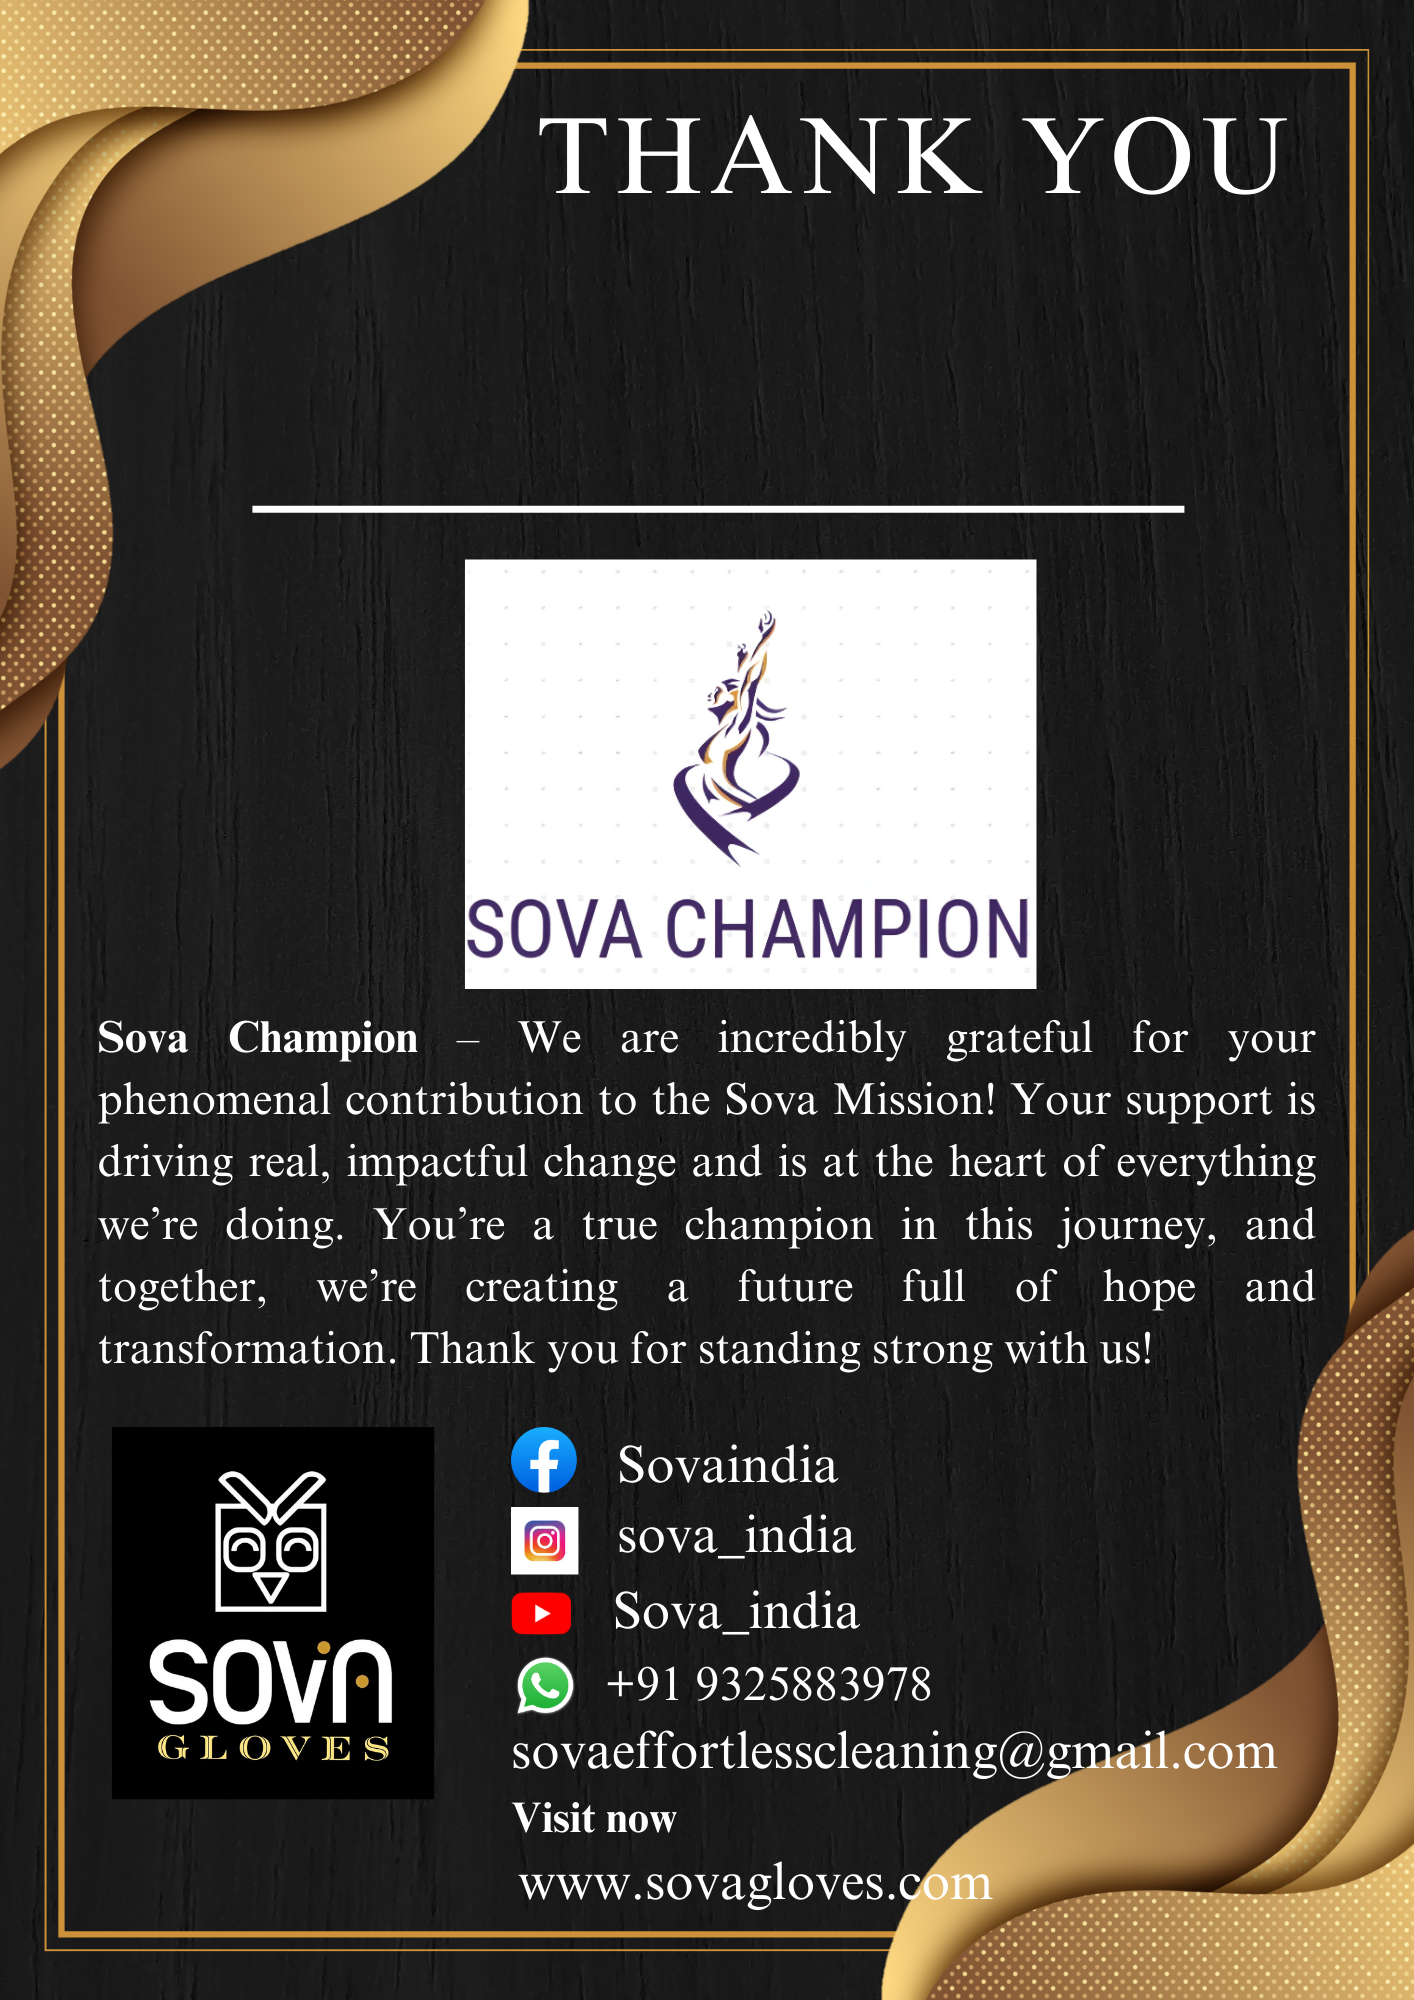 THANK YOU
SOVA CHAMPION
Sova Champion – We are incredibly grateful for your
phenomenal contribution to the Sova Mission! Your support is
driving real, impactful change and is at the heart of everything
we’re doing. You’re a true champion in this journey, and
together, we’re creating a future full of hope and
transformation. Thank you for standing strong with us!
SOVA
GLOVES
Sovaindia
sova_india
Sova_india
+91 9325883978
sovaeffortlesscleaning@gmail.com
Visit now
www.sovagloves.com